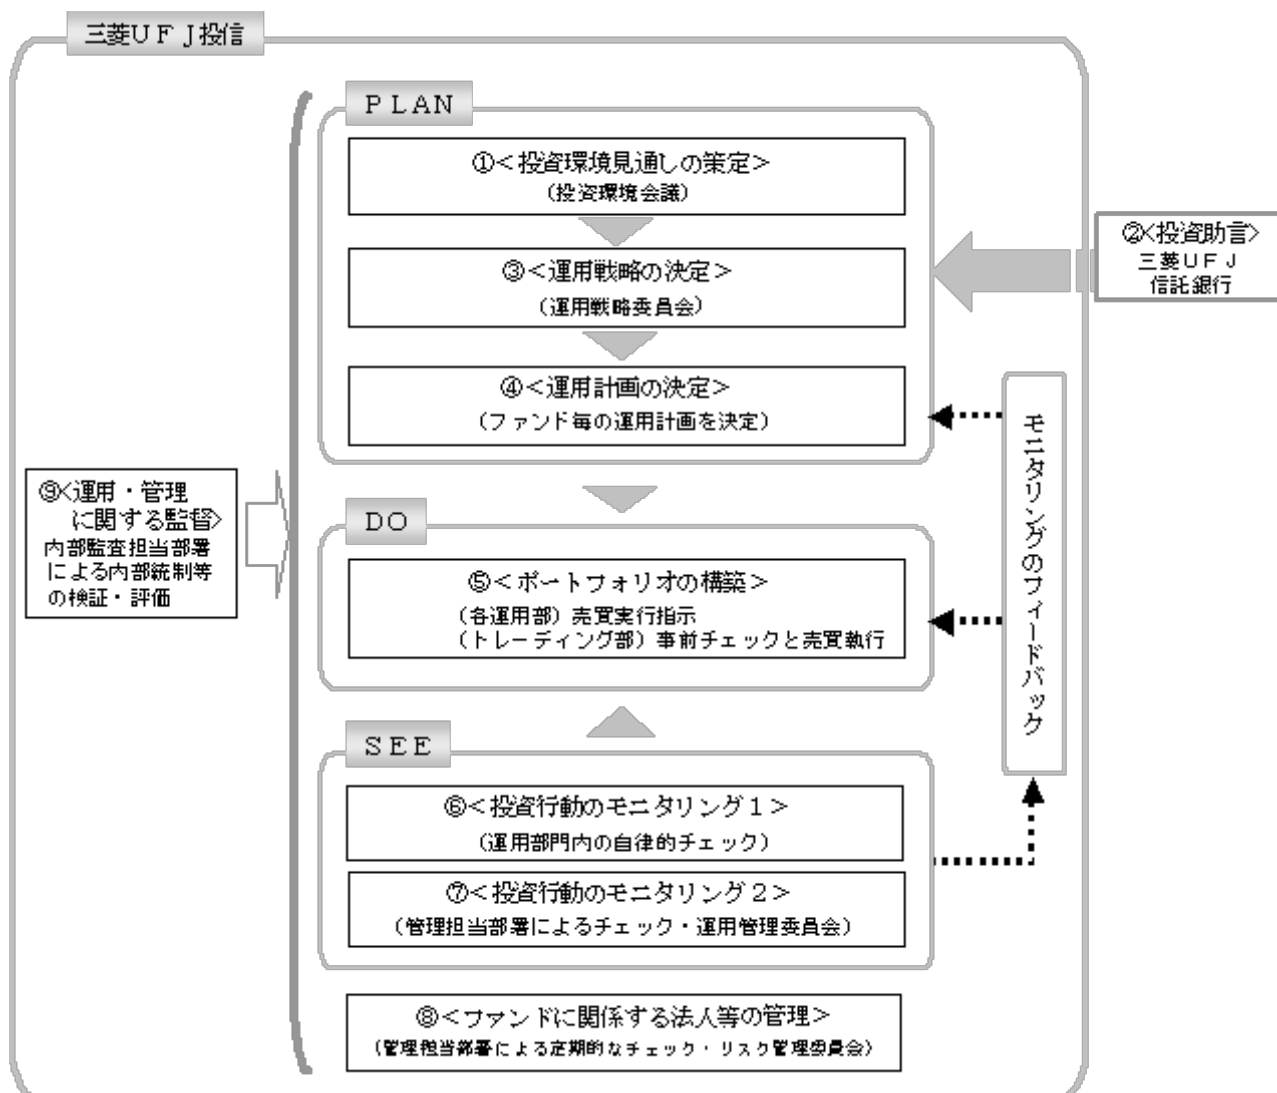 三菱ＵＦＪ投信
ＰＬＡＮ
①＜投資環境見通しの策定＞
（投資環境会議）
②＜投資助言＞
三菱ＵＦＪ
信託銀行
③＜運用戦略の決定＞
（運用戦略委員会）
④＜運用計画の決定＞
（ファンド毎の運用計画を決定）
モニタリングのフィードバック
⑨＜運用・管理
に関する監督＞
内部監査担当部署
による内部統制等
の検証・評価
ＤＯ
⑤＜ポートフォリオの構築＞
（各運用部）売買実行指示
（トレーディング部）事前チェックと売買執行
ＳＥＥ
⑥＜投資行動のモニタリング１＞
（運用部門内の自律的チェック）
⑦＜投資行動のモニタリング２＞
（管理担当部署によるチェック・運用管理委員会）
⑧＜ファンドに関係する法人等の管理＞
（管理担当部署による定期的なチェック・リスク管理委員会）